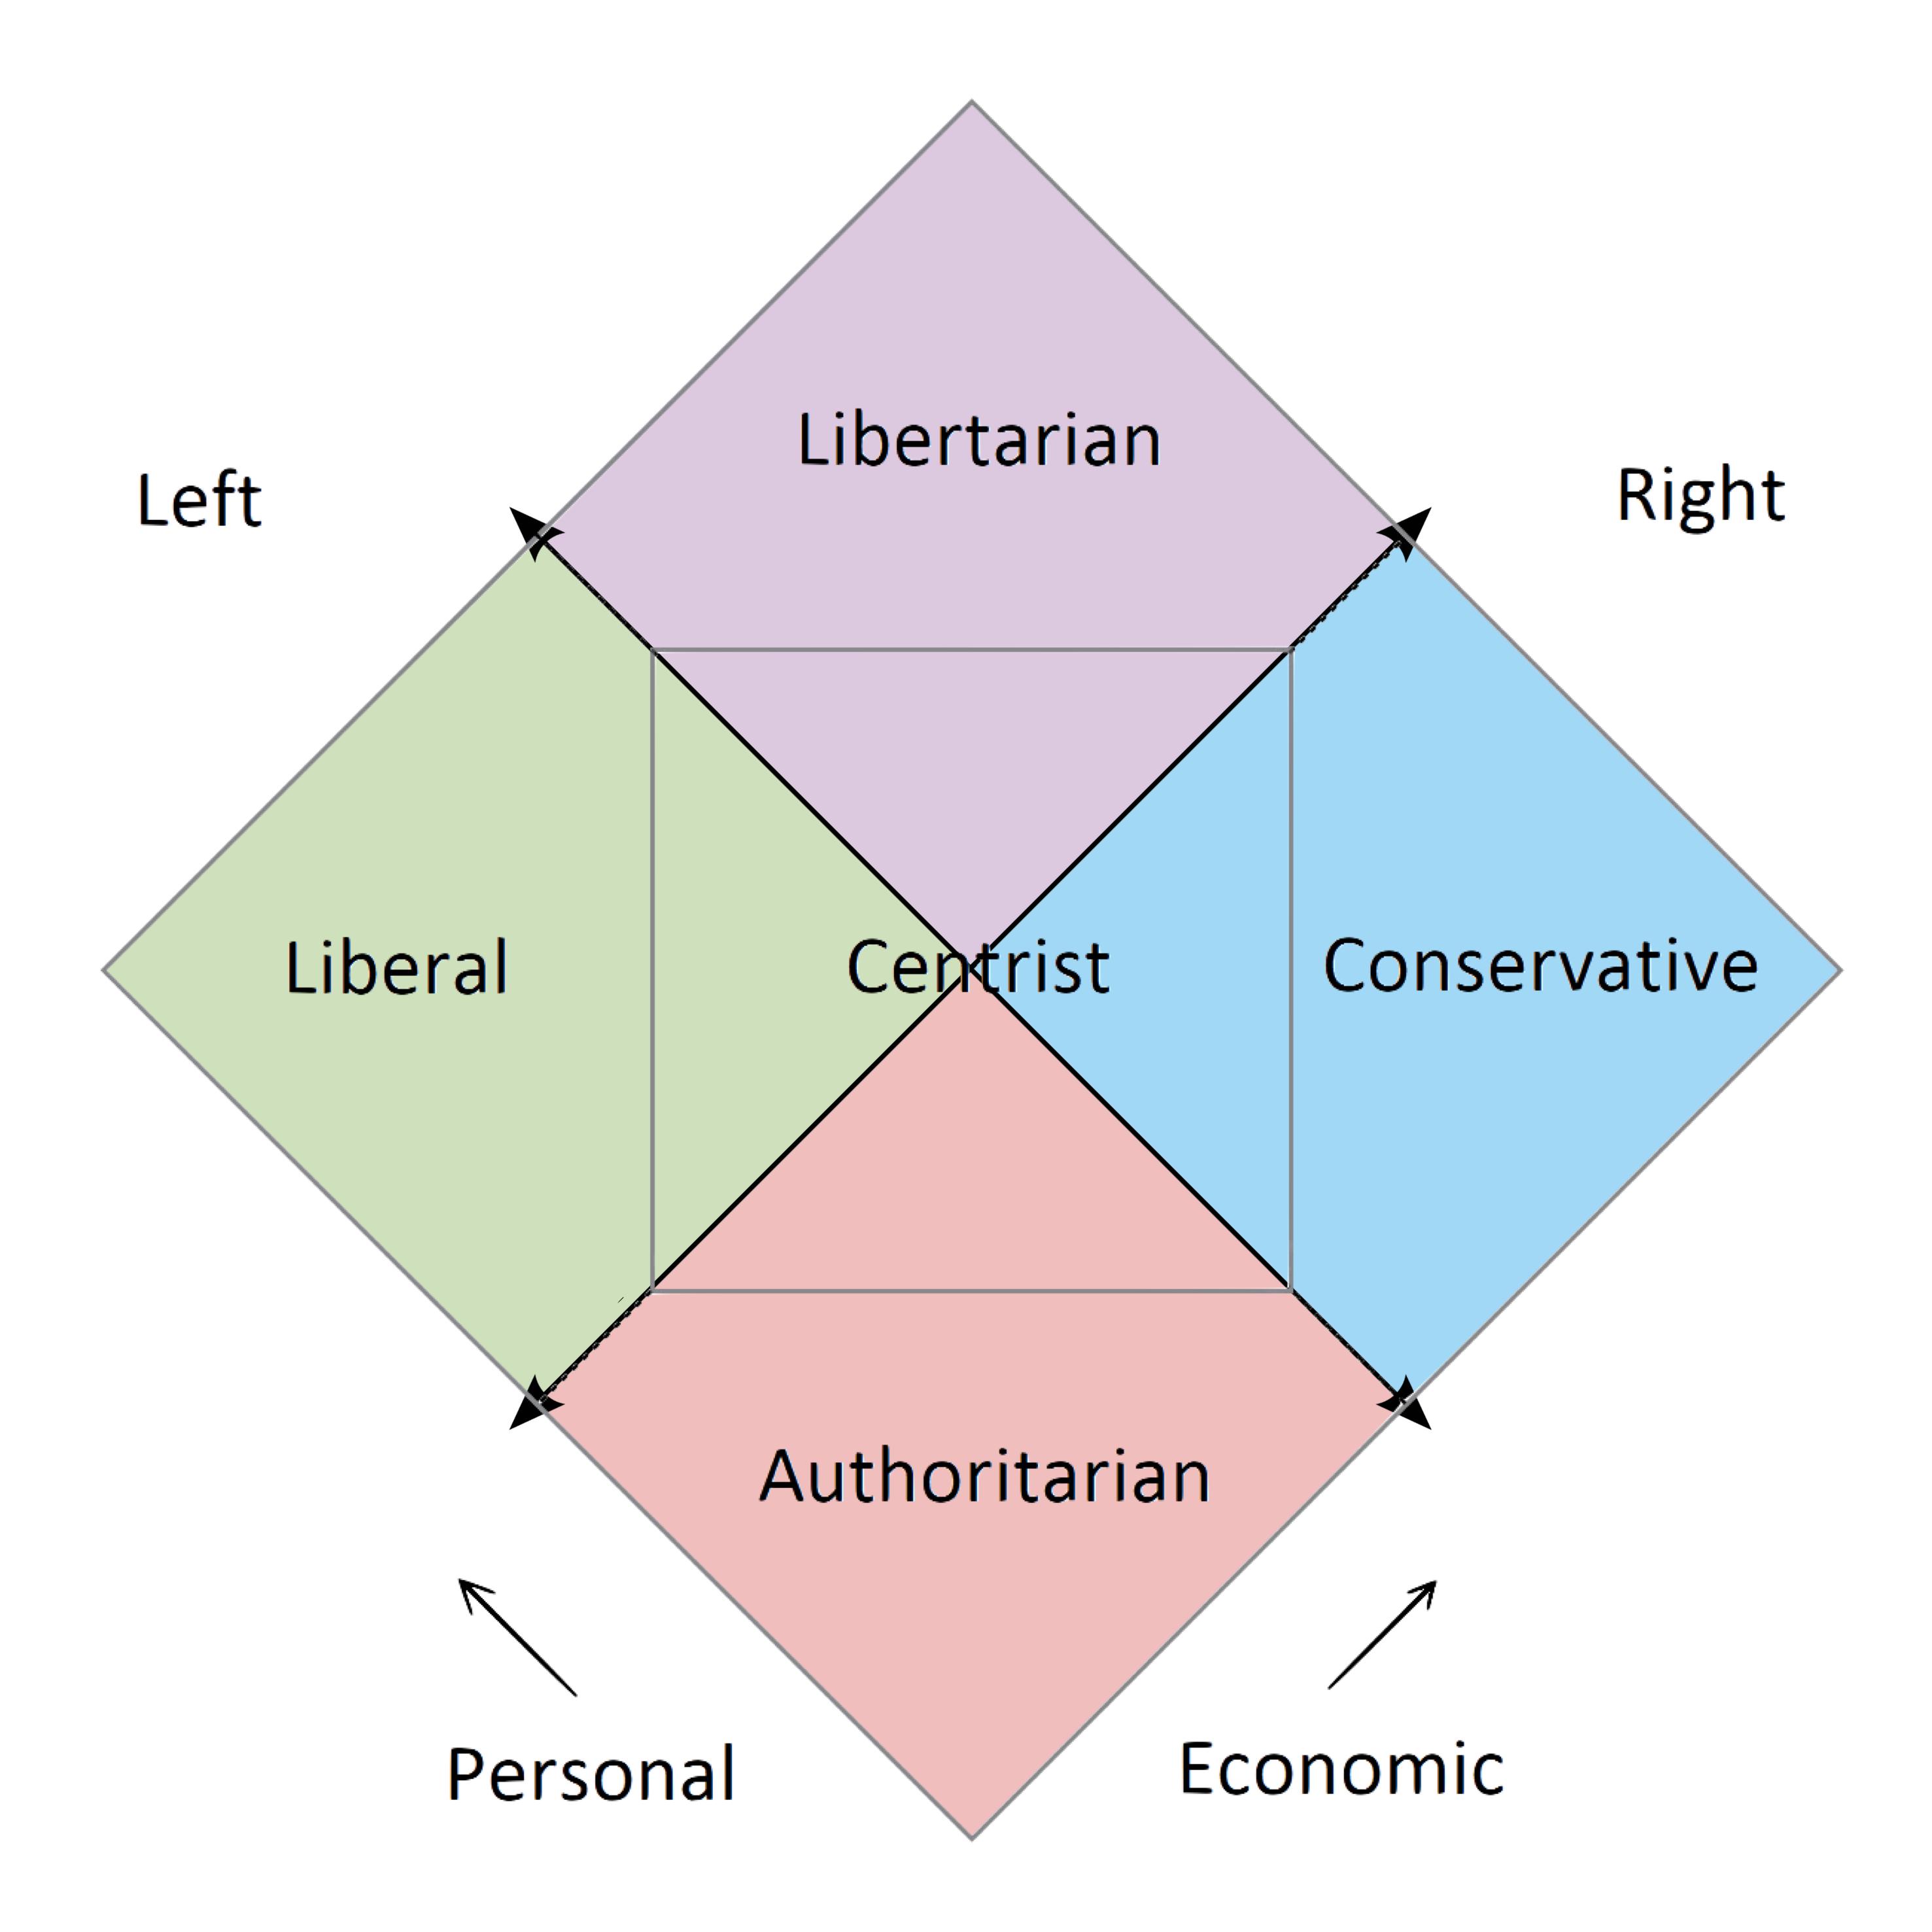 Libertarian
Left
Right
Liberal
Centrist
Conservative
Authoritarian
Personal
Economic